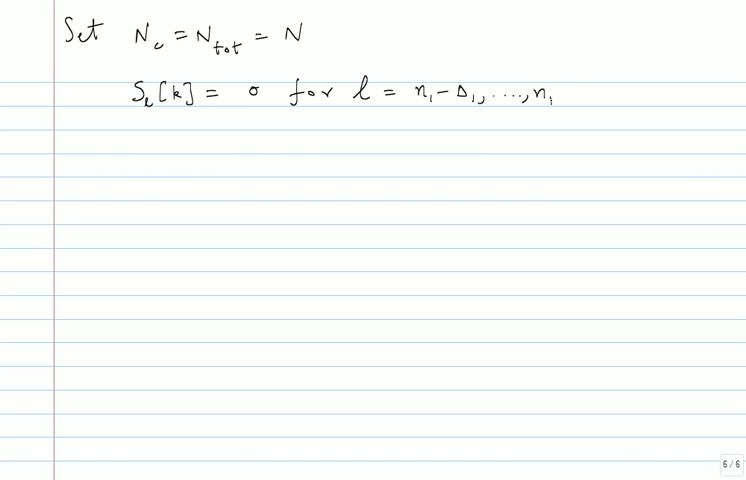 Set N_c = N_tot = N
S_l[k] = 0 for l = n_1 - Δ_1, ...., n_1
6/6